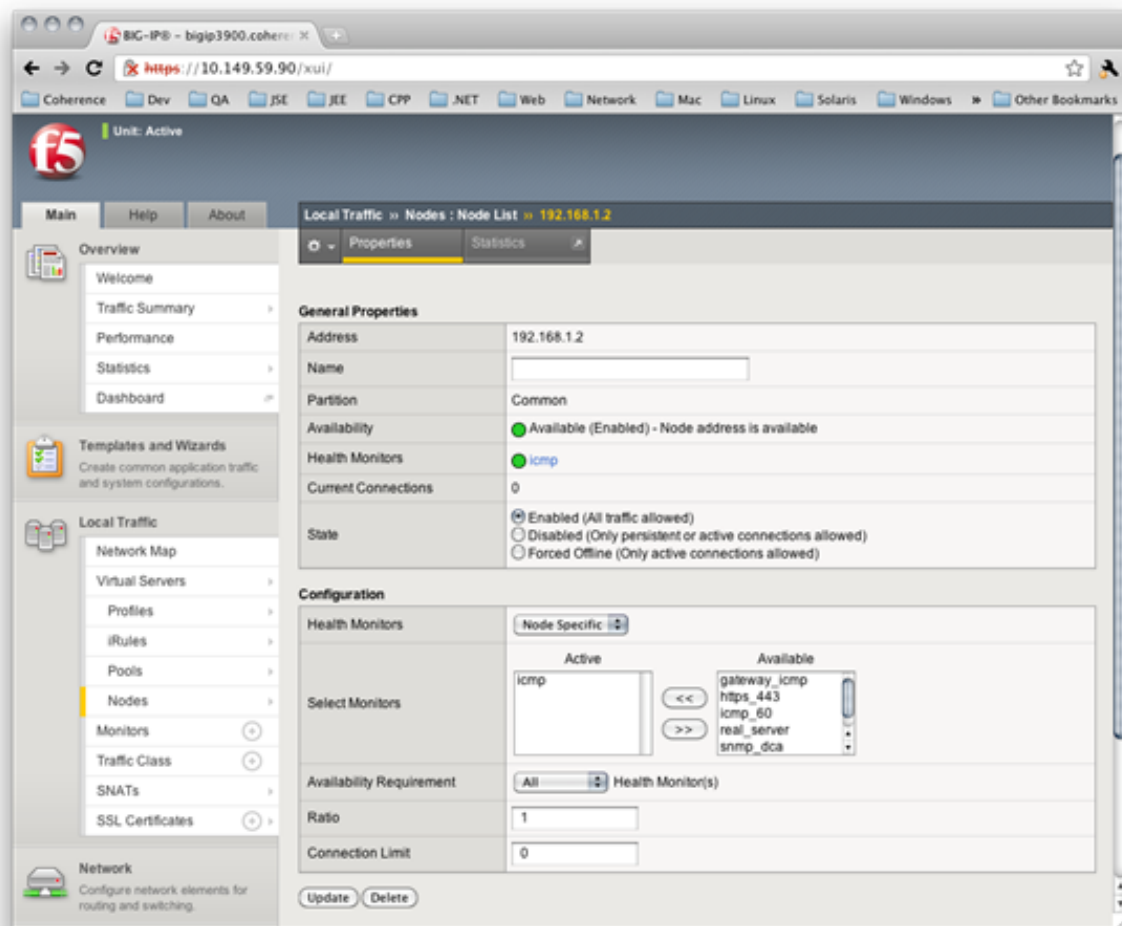 BIG-IP® - bigip3900.cohere
https://10.149.59.90/xui/
Coherence Dev QA JSE JEE CPP .NET Web Network Mac Linux Solaris Windows » Other Bookmarks
f5
Unit: Active
Main Help About
Local Traffic » Nodes : Node List » 192.168.1.2
Properties Statistics
Overview
Welcome
Traffic Summary
Performance
Statistics
Dashboard
Templates and Wizards
Create common application traffic
and system configurations.
Local Traffic
Network Map
Virtual Servers
Profiles
iRules
Pools
Nodes
Monitors
Traffic Class
SNATs
SSL Certificates
Network
Configure network elements for
routing and switching.
General Properties
Address 192.168.1.2
Name
Partition Common
Availability Available (Enabled) - Node address is available
Health Monitors icmp
Current Connections 0
State
Enabled (All traffic allowed)
Disabled (Only persistent or active connections allowed)
Forced Offline (Only active connections allowed)
Configuration
Health Monitors Node Specific
Select Monitors
Active
icmp
<<
>>
Available
gateway_icmp
https_443
icmp_60
real_server
snmp_dca
Availability Requirement All Health Monitor(s)
Ratio 1
Connection Limit 0
Update Delete